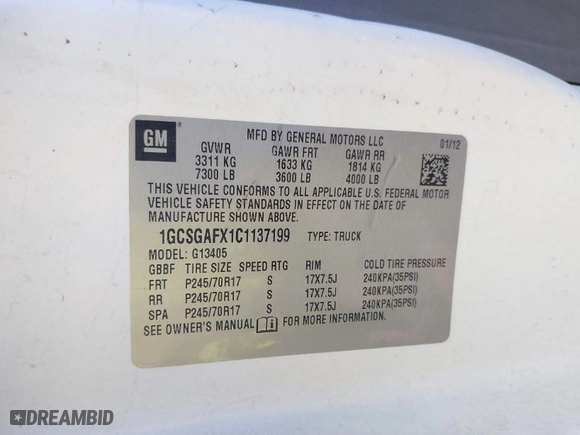 GM
MFD BY GENERAL MOTORS LLC 01/12
GVWR GAWR FRT GAWR RR
3311 KG 1633 KG 1814 KG
7300 LB 3600 LB 4000 LB
THIS VEHICLE CONFORMS TO ALL APPLICABLE U.S. FEDERAL MOTOR
VEHICLE SAFETY STANDARDS IN EFFECT ON THE DATE OF
MANUFACTURE SHOWN ABOVE.
1GCSGAFX1C1137199 TYPE: TRUCK
MODEL: G13405
GBBF TIRE SIZE SPEED RTG RIM COLD TIRE PRESSURE
FRT P245/70R17 S 17X7.5J 240KPA(35PSI)
RR P245/70R17 S 17X7.5J 240KPA(35PSI)
SPA P245/70R17 S 17X7.5J 240KPA(35PSI)
SEE OWNER'S MANUAL FOR MORE INFORMATION.
DREAMBID